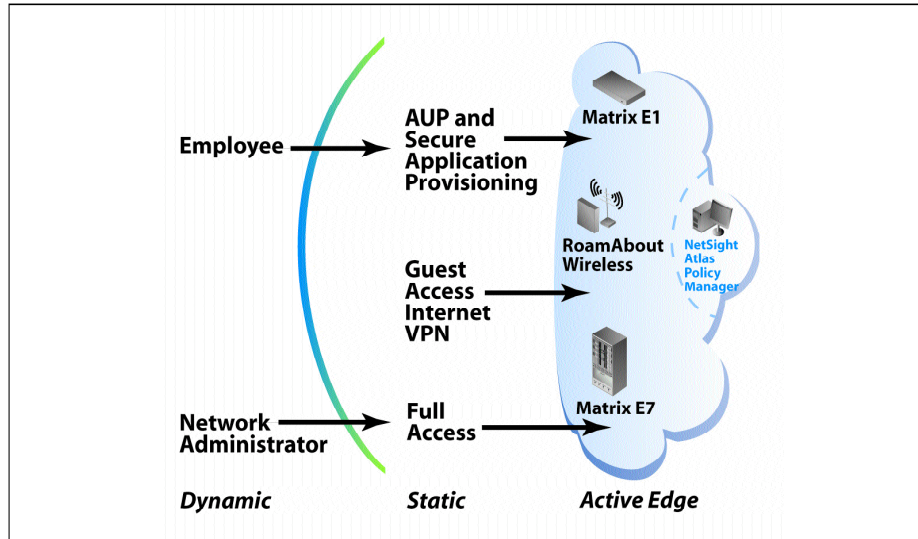 Employee
AUP and
Secure
Application
Provisioning
Matrix E1
RoamAbout
Wireless
NetSight
Atlas
Policy
Manager
Guest
Access
Internet
VPN
Matrix E7
Network
Administrator
Full
Access
Dynamic
Static
Active Edge